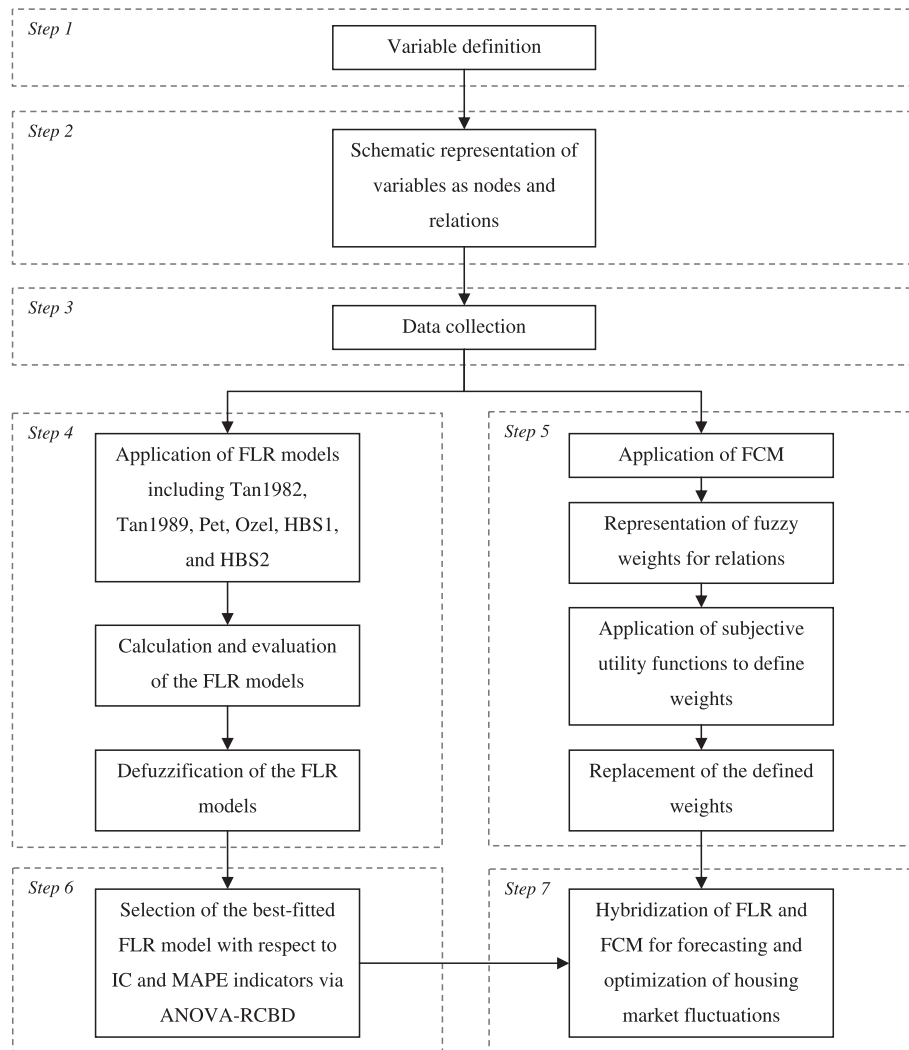 Step 1
Variable definition
Step 2
Schematic representation of
variables as nodes and
relations
Step 3
Data collection
Step 4
Application of FLR models
including Tan1982,
Tan1989, Pet, Ozel, HBS1,
and HBS2
Calculation and evaluation
of the FLR models
Defuzzification of the FLR
models
Step 5
Application of FCM
Representation of fuzzy
weights for relations
Application of subjective
utility functions to define
weights
Replacement of the defined
weights
Step 6
Selection of the best-fitted
FLR model with respect to
IC and MAPE indicators via
ANOVA-RCBD
Step 7
Hybridization of FLR and
FCM for forecasting and
optimization of housing
market fluctuations